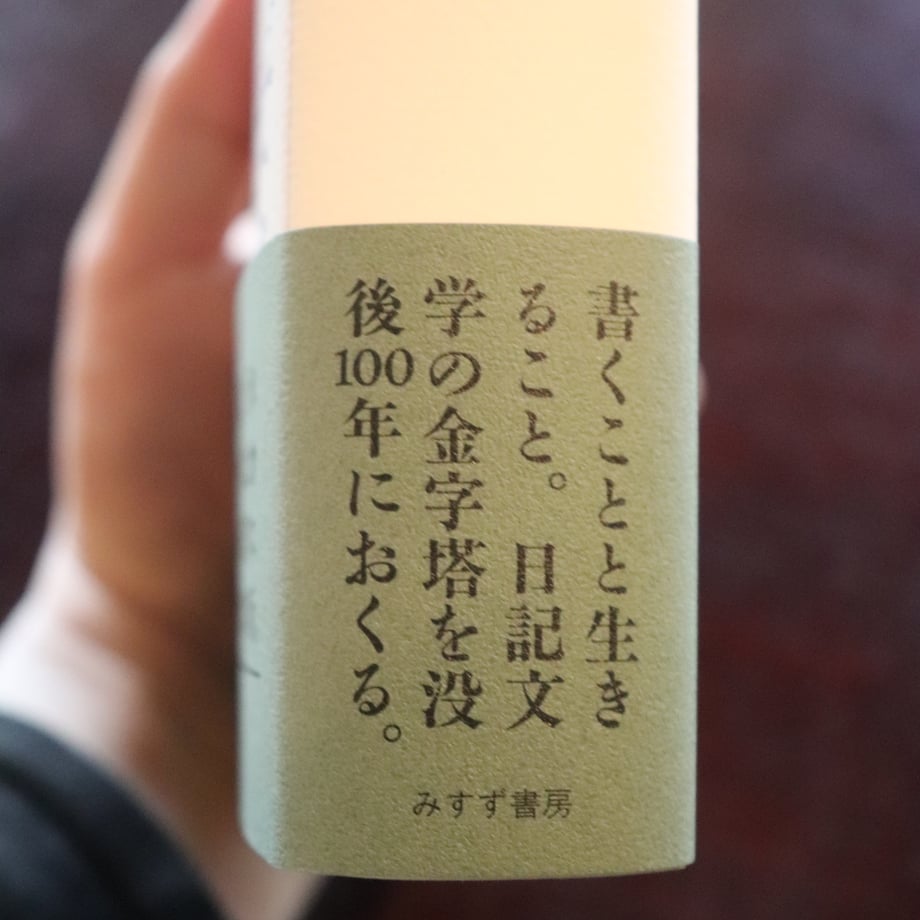 書くことと生き
ること。 日記文
学の金字塔を没
後100年におくる。
みすず書房